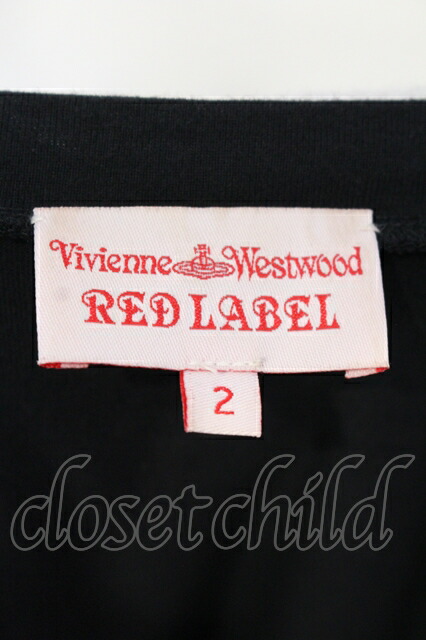 Vivienne Westwood
RED LABEL
2
closetchild